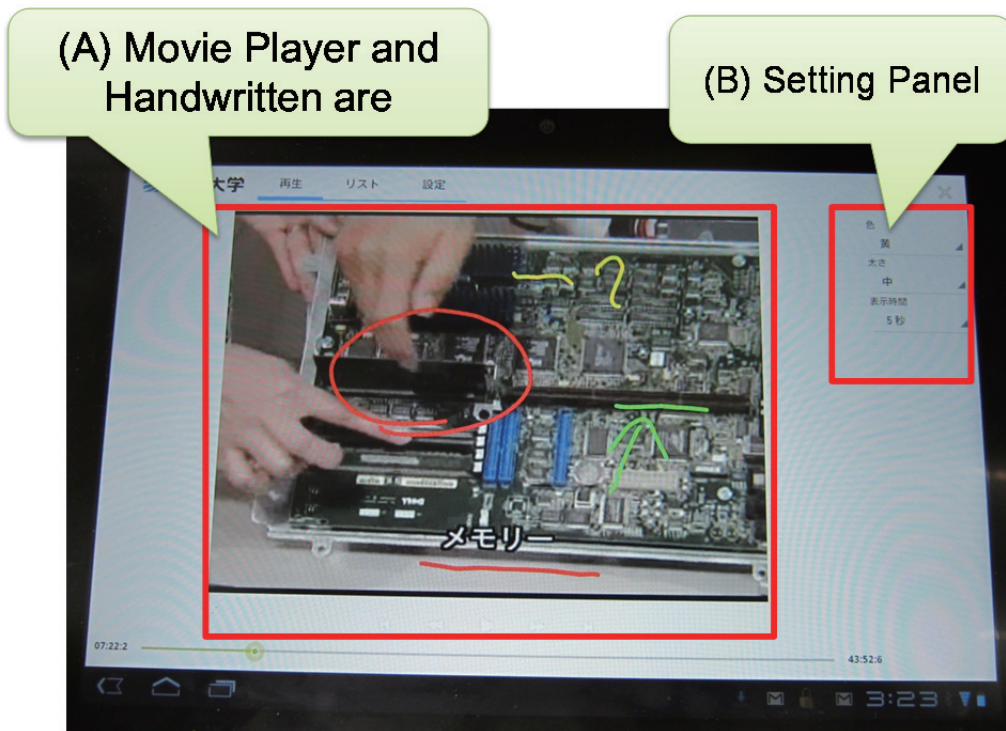 (A) Movie Player and
Handwritten are
(B) Setting Panel
大学 再生 リスト 設定
色
黄
太さ
中
表示時間
5秒
DELL
メモリー
07:22:2
43:52:6
3:23